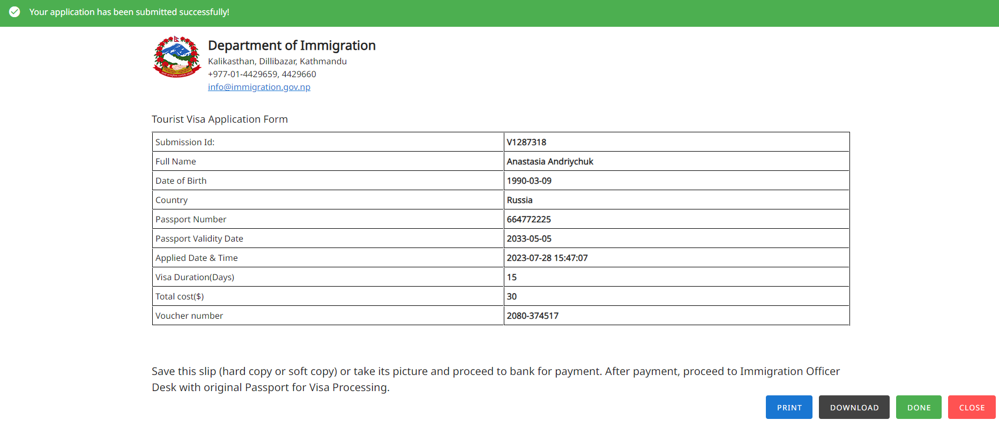 Your application has been submitted successfully!
Department of Immigration
Kalikasthan, Dillibazar, Kathmandu
+977-01-4429659, 4429660
info@immigration.gov.np
Tourist Visa Application Form
Submission Id: V1287318
Full Name Anastasia Andriychuk
Date of Birth 1990-03-09
Country Russia
Passport Number 664772225
Passport Validity Date 2033-05-05
Applied Date & Time 2023-07-28 15:47:07
Visa Duration(Days) 15
Total cost($) 30
Voucher number 2080-374517
Save this slip (hard copy or soft copy) or take its picture and proceed to bank for payment. After payment, proceed to Immigration Officer
Desk with original Passport for Visa Processing.
PRINT DOWNLOAD DONE CLOSE